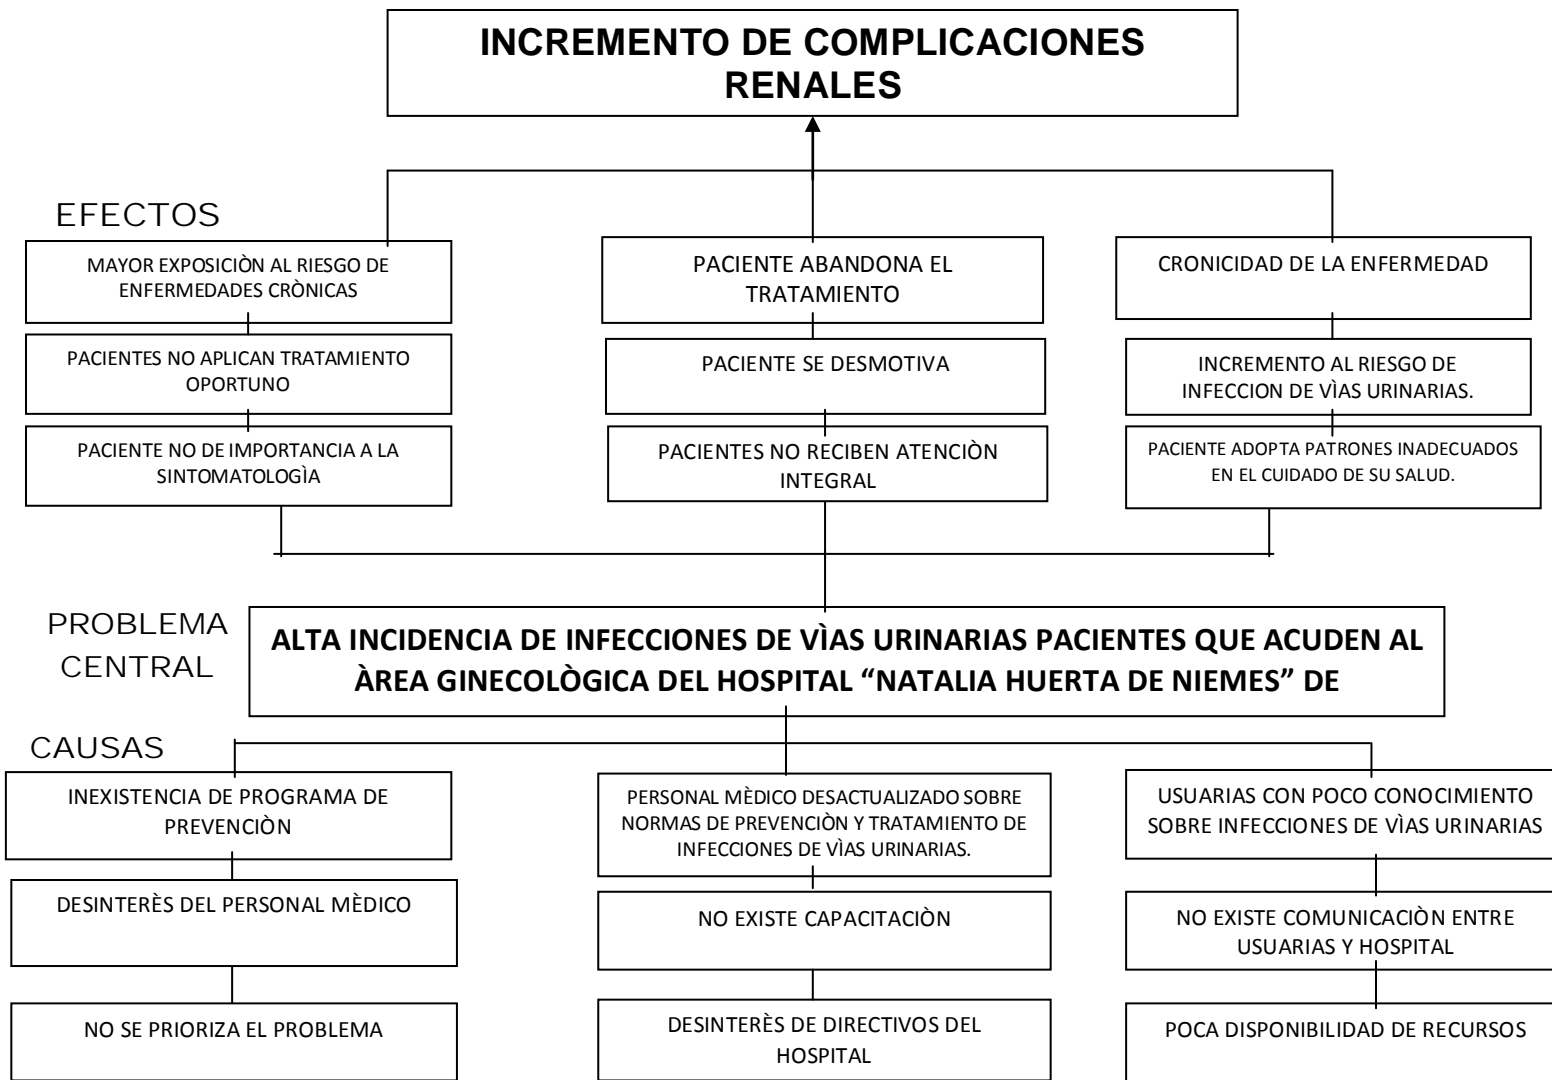 INCREMENTO DE COMPLICACIONES
RENALES
EFECTOS
MAYOR EXPOSICIÒN AL RIESGO DE
ENFERMEDADES CRÒNICAS
PACIENTE ABANDONA EL
TRATAMIENTO
CRONICIDAD DE LA ENFERMEDAD
PACIENTES NO APLICAN TRATAMIENTO
OPORTUNO
PACIENTE SE DESMOTIVA
INCREMENTO AL RIESGO DE
INFECCION DE VÌAS URINARIAS.
PACIENTE NO DE IMPORTANCIA A LA
SINTOMATOLOGÌA
PACIENTES NO RECIBEN ATENCIÒN
INTEGRAL
PACIENTE ADOPTA PATRONES INADECUADOS
EN EL CUIDADO DE SU SALUD.
PROBLEMA
CENTRAL
ALTA INCIDENCIA DE INFECCIONES DE VÌAS URINARIAS PACIENTES QUE ACUDEN AL
ÀREA GINECOLÒGICA DEL HOSPITAL “NATALIA HUERTA DE NIEMES” DE
CAUSAS
INEXISTENCIA DE PROGRAMA DE
PREVENCIÒN
PERSONAL MÈDICO DESACTUALIZADO SOBRE
NORMAS DE PREVENCIÒN Y TRATAMIENTO DE
INFECCIONES DE VÌAS URINARIAS.
USUARIAS CON POCO CONOCIMIENTO
SOBRE INFECCIONES DE VÌAS URINARIAS
DESINTERÈS DEL PERSONAL MÈDICO
NO EXISTE CAPACITACIÒN
NO EXISTE COMUNICACIÒN ENTRE
USUARIAS Y HOSPITAL
NO SE PRIORIZA EL PROBLEMA
DESINTERÈS DE DIRECTIVOS DEL
HOSPITAL
POCA DISPONIBILIDAD DE RECURSOS